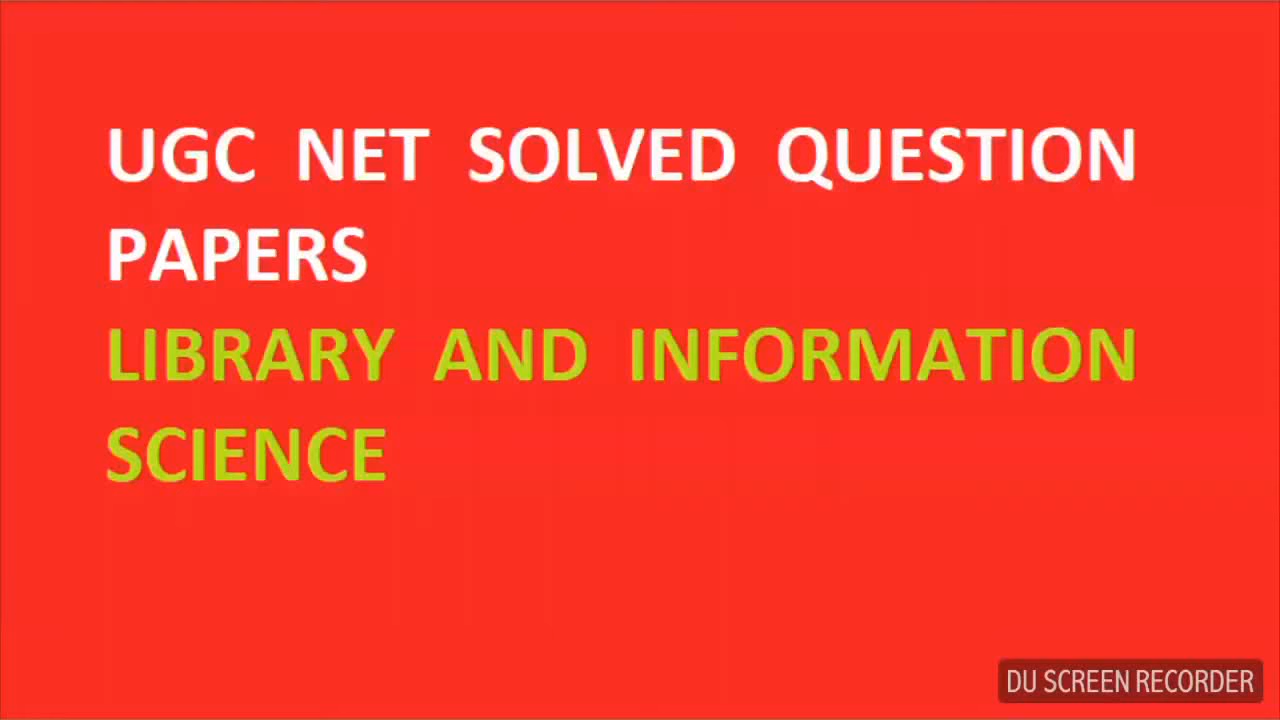 UGC NET SOLVED QUESTION
PAPERS
LIBRARY AND INFORMATION
SCIENCE
DU SCREEN RECORDER